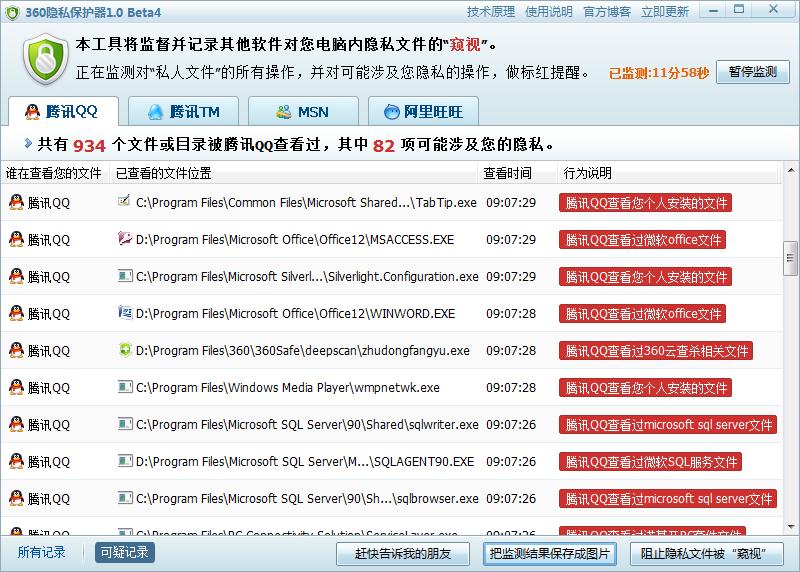 360隐私保护器1.0 Beta4 技术原理 使用说明 官方博客 立即更新
本工具将监督并记录其他软件对您电脑内隐私文件的“窥视”。
正在监测对“私人文件”的所有操作，并对可能涉及您隐私的操作，做标红提醒。 已监测:11分58秒 暂停监测
腾讯QQ 腾讯TM MSN 阿里旺旺
共有 934 个文件或目录被腾讯QQ查看过，其中 82 项可能涉及您的隐私。
谁在查看您的文件 已查看的文件位置 查看时间 行为说明
腾讯QQ C:\Program Files\Common Files\Microsoft Shared...\TabTip.exe 09:07:29 腾讯QQ查看您个人安装的文件
腾讯QQ D:\Program Files\Microsoft Office\Office12\MSACCESS.EXE 09:07:29 腾讯QQ查看过微软office文件
腾讯QQ C:\Program Files\Microsoft Silverl...\Silverlight.Configuration.exe 09:07:29 腾讯QQ查看您个人安装的文件
腾讯QQ D:\Program Files\Microsoft Office\Office12\WINWORD.EXE 09:07:28 腾讯QQ查看过微软office文件
腾讯QQ D:\Program Files\360\360Safe\deepscan\zhudongfangyu.exe 09:07:28 腾讯QQ查看过360云查杀相关文件
腾讯QQ C:\Program Files\Windows Media Player\wmpnetwk.exe 09:07:28 腾讯QQ查看您个人安装的文件
腾讯QQ C:\Program Files\Microsoft SQL Server\90\Shared\sqlwriter.exe 09:07:26 腾讯QQ查看过microsoft sql server文件
腾讯QQ D:\Program Files\Microsoft SQL Server\M...\SQLAGENT90.EXE 09:07:26 腾讯QQ查看过微软SQL服务文件
腾讯QQ C:\Program Files\Microsoft SQL Server\90\Sh...\sqlbrowser.exe 09:07:26 腾讯QQ查看过microsoft sql server文件
腾讯QQ C:\Program Files\PC Connectivity Solution\ServiceLayer.exe 09:07:26 腾讯QQ查看过诺基亚PC套件文件
所有记录 可疑记录 赶快告诉我的朋友 把监测结果保存成图片 阻止隐私文件被“窥视”